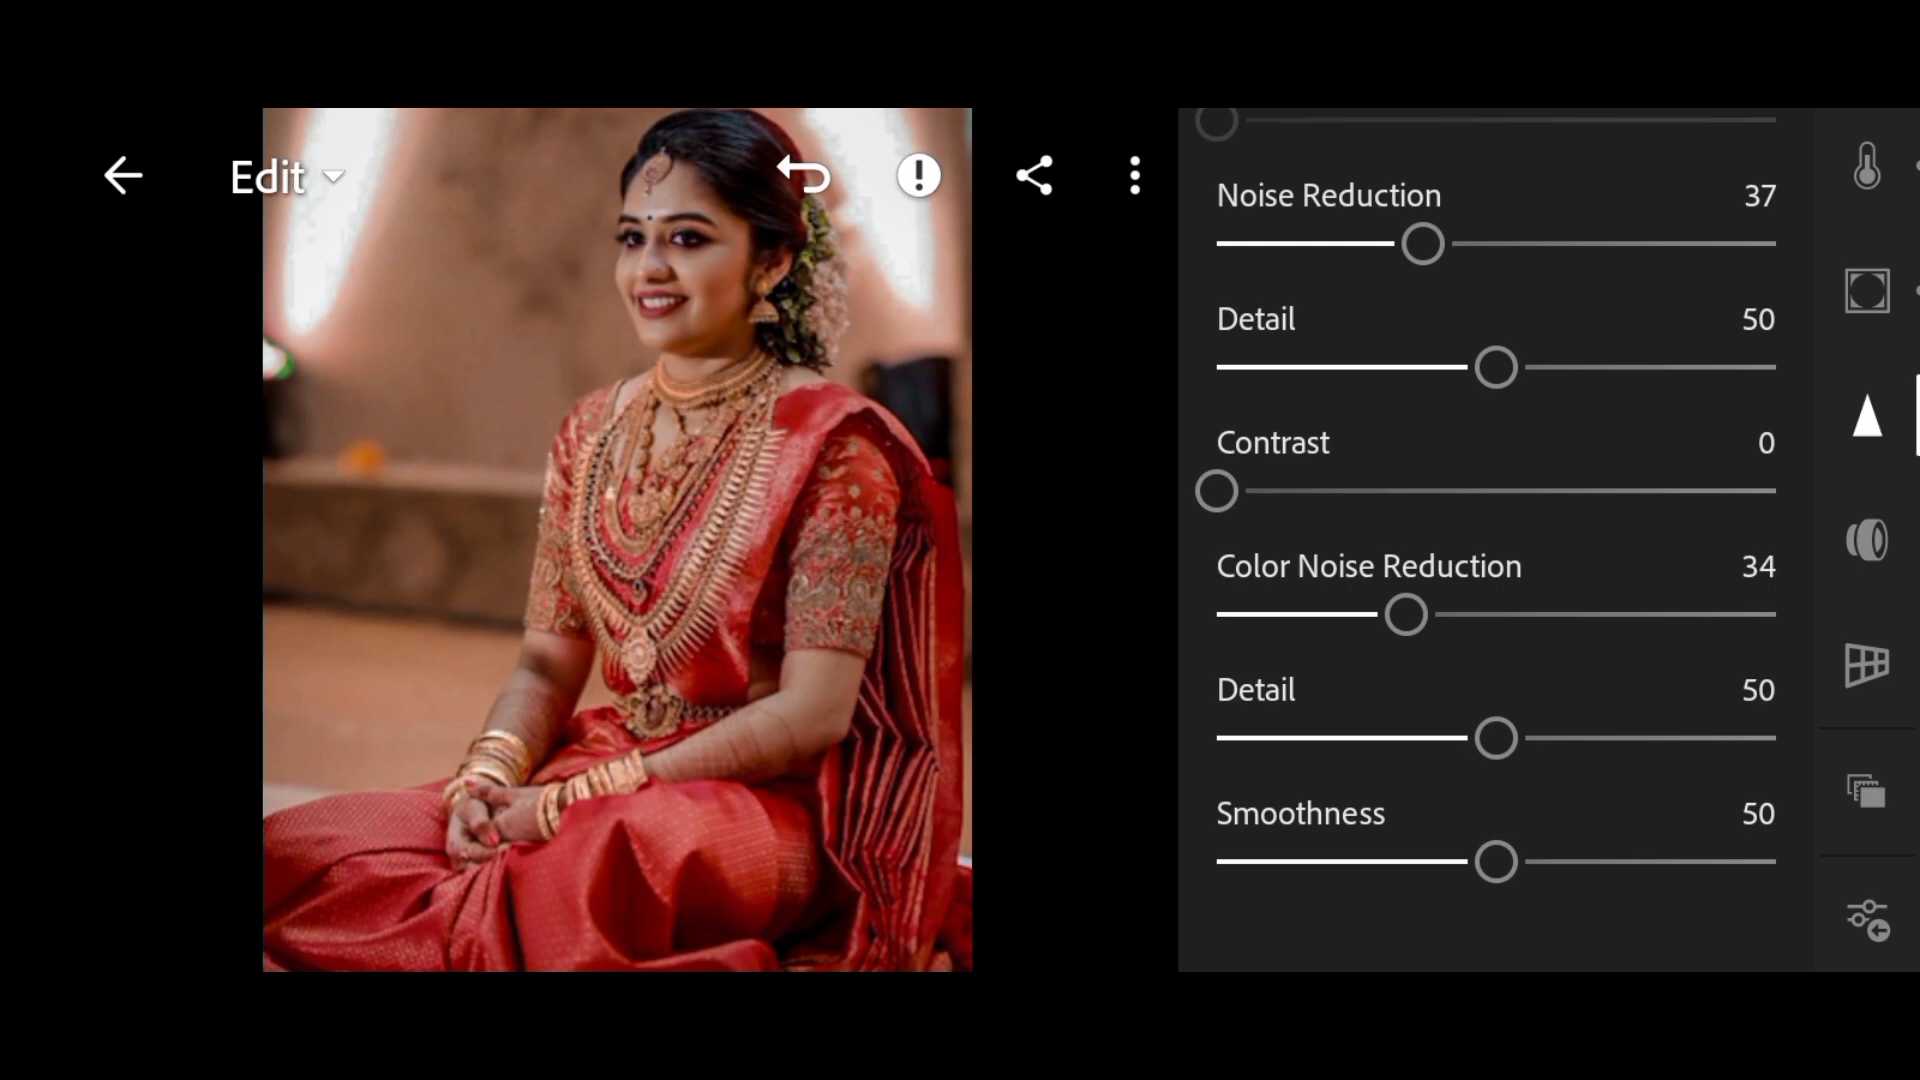 Edit
Noise Reduction 37
Detail 50
Contrast 0
Color Noise Reduction 34
Detail 50
Smoothness 50